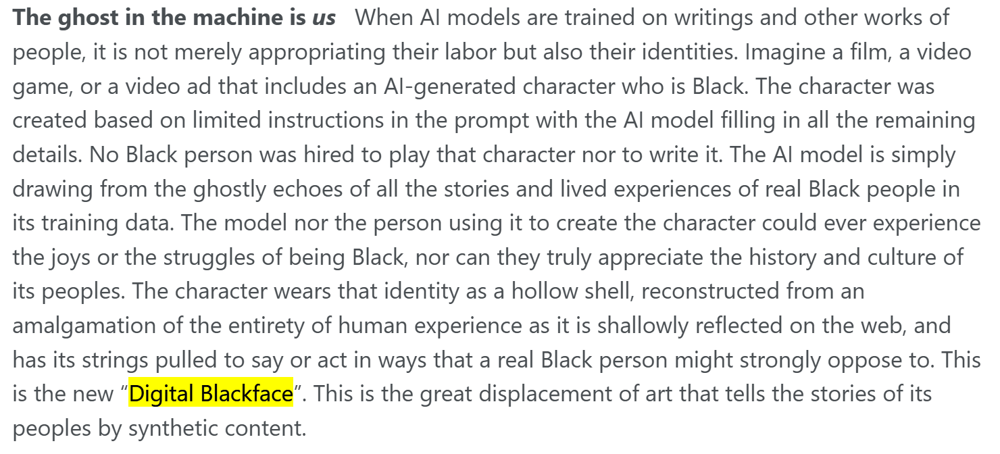 The ghost in the machine is us When AI models are trained on writings and other works of
people, it is not merely appropriating their labor but also their identities. Imagine a film, a video
game, or a video ad that includes an AI-generated character who is Black. The character was
created based on limited instructions in the prompt with the AI model filling in all the remaining
details. No Black person was hired to play that character nor to write it. The AI model is simply
drawing from the ghostly echoes of all the stories and lived experiences of real Black people in
its training data. The model nor the person using it to create the character could ever experience
the joys or the struggles of being Black, nor can they truly appreciate the history and culture of
its peoples. The character wears that identity as a hollow shell, reconstructed from an
amalgamation of the entirety of human experience as it is shallowly reflected on the web, and
has its strings pulled to say or act in ways that a real Black person might strongly oppose to. This
is the new “Digital Blackface”. This is the great displacement of art that tells the stories of its
peoples by synthetic content.